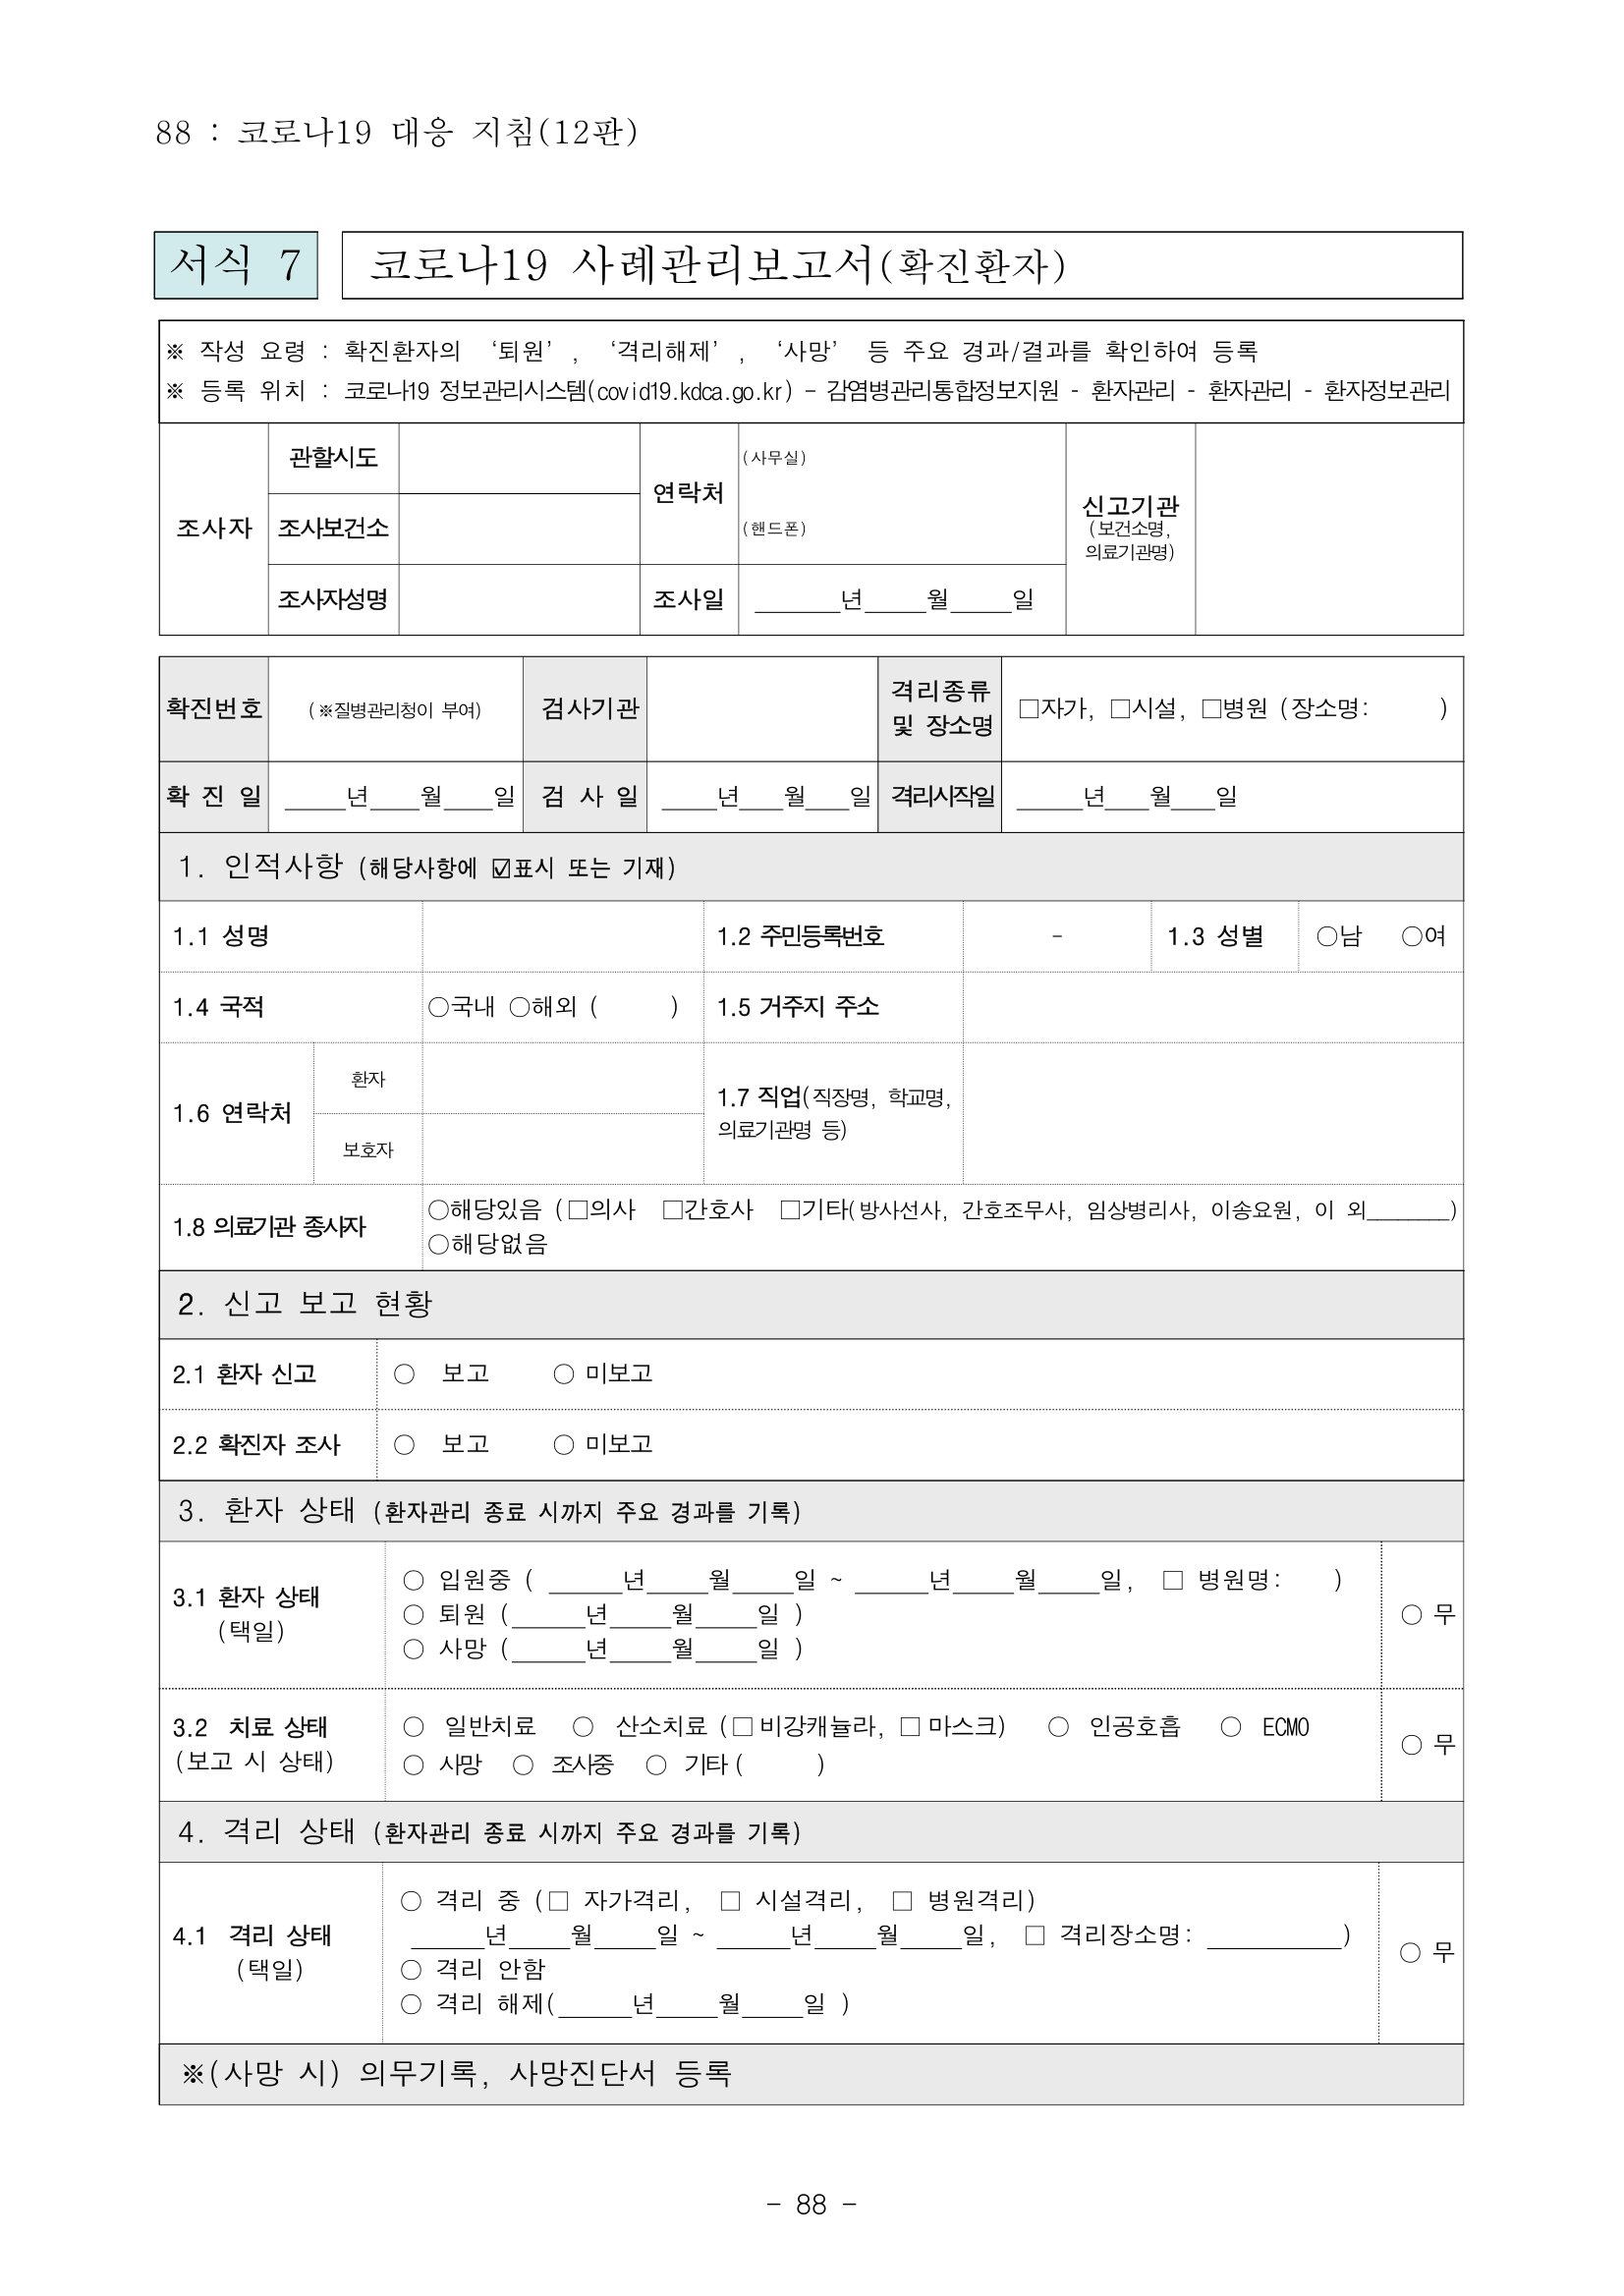 88 : 코로나19 대응 지침(12판)
서식 7 코로나19 사례관리보고서(확진환자)
※ 작성 요령 : 확진환자의 ‘퇴원’, ‘격리해제’, ‘사망’ 등 주요 경과/결과를 확인하여 등록
※ 등록 위치 : 코로나19 정보관리시스템(covid19.kdca.go.kr) - 감염병관리통합정보지원 - 환자관리 - 환자관리 - 환자정보관리
조사자
관할시도
조사보건소
조사자성명
연락처
(사무실)
(핸드폰)
조사일
_____년____월____일
신고기관
(보건소명,
의료기관명)
확진번호
(※질병관리청이 부여)
검사기관
격리종류
및 장소명
□자가, □시설, □병원 (장소명: )
확 진 일
_____년____월____일
검 사 일
_____년____월____일
격리시작일
_____년____월____일
1. 인적사항 (해당사항에 ☑표시 또는 기재)
1.1 성명
1.2 주민등록번호
-
1.3 성별
○남 ○여
1.4 국적
○국내 ○해외 ( )
1.5 거주지 주소
1.6 연락처
환자
보호자
1.7 직업(직장명, 학교명,
의료기관명 등)
1.8 의료기관 종사자
○해당있음 (□의사 □간호사 □기타(방사선사, 간호조무사, 임상병리사, 이송요원, 이 외_______)
○해당없음
2. 신고 보고 현황
2.1 환자 신고
○ 보고 ○ 미보고
2.2 확진자 조사
○ 보고 ○ 미보고
3. 환자 상태 (환자관리 종료 시까지 주요 경과를 기록)
3.1 환자 상태
(택일)
○ 입원중 ( _____년____월____일 ~ _____년____월____일, □ 병원명: )
○ 퇴원 (_____년____월____일 )
○ 사망 (_____년____월____일 )
○ 무
3.2 치료 상태
(보고 시 상태)
○ 일반치료 ○ 산소치료 (□ 비강캐뉼라, □ 마스크) ○ 인공호흡 ○ ECMO
○ 사망 ○ 조사중 ○ 기타 ( )
○ 무
4. 격리 상태 (환자관리 종료 시까지 주요 경과를 기록)
4.1 격리 상태
(택일)
○ 격리 중 (□ 자가격리, □ 시설격리, □ 병원격리)
_____년____월____일 ~ _____년____월____일, □ 격리장소명: _________)
○ 격리 안함
○ 격리 해제(_____년____월____일 )
○ 무
※(사망 시) 의무기록, 사망진단서 등록
- 88 -